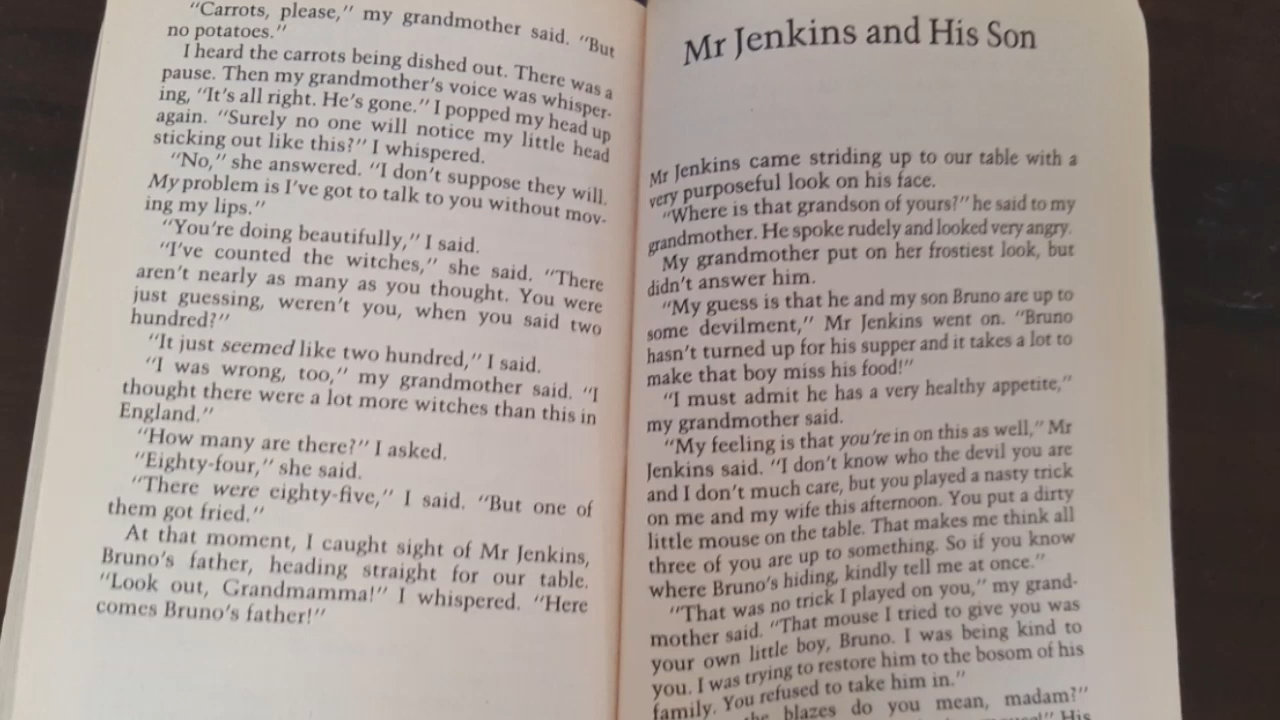 "Carrots, please," my grandmother said. "But
no potatoes."
I heard the carrots being dished out. There was a
pause. Then my grandmother's voice was whisper-
ing, "It's all right. He's gone." I popped my head up
again. "Surely no one will notice my little head
sticking out like this?" I whispered.
"No," she answered. "I don't suppose they will.
My problem is I've got to talk to you without mov-
ing my lips."
"You're doing beautifully," I said.
"I've counted the witches," she said. "There
aren't nearly as many as you thought. You were
just guessing, weren't you, when you said two
hundred?"
"It just seemed like two hundred," I said.
"I was wrong, too," my grandmother said. "I
thought there were a lot more witches than this in
England."
"How many are there?" I asked.
"Eighty-four," she said.
"There were eighty-five," I said. "But one of
them got fried."
At that moment, I caught sight of Mr Jenkins,
Bruno's father, heading straight for our table.
"Look out, Grandmamma!" I whispered. "Here
comes Bruno's father!"
Mr Jenkins and His Son
Mr Jenkins came striding up to our table with a
very purposeful look on his face.
"Where is that grandson of yours?" he said to my
grandmother. He spoke rudely and looked very angry.
My grandmother put on her frostiest look, but
didn't answer him.
"My guess is that he and my son Bruno are up to
some devilment," Mr Jenkins went on. "Bruno
hasn't turned up for his supper and it takes a lot to
make that boy miss his food!"
"I must admit he has a very healthy appetite,"
my grandmother said.
"My feeling is that you're in on this as well," Mr
Jenkins said. "I don't know who the devil you are
and I don't much care, but you played a nasty trick
on me and my wife this afternoon. You put a dirty
little mouse on the table. That makes me think all
three of you are up to something. So if you know
where Bruno's hiding, kindly tell me at once."
"That was no trick I played on you," my grand-
mother said. "That mouse I tried to give you was
your own little boy, Bruno. I was being kind to
you. I was trying to restore him to the bosom of his
family. You refused to take him in."
blazes do you mean, madam?"
His